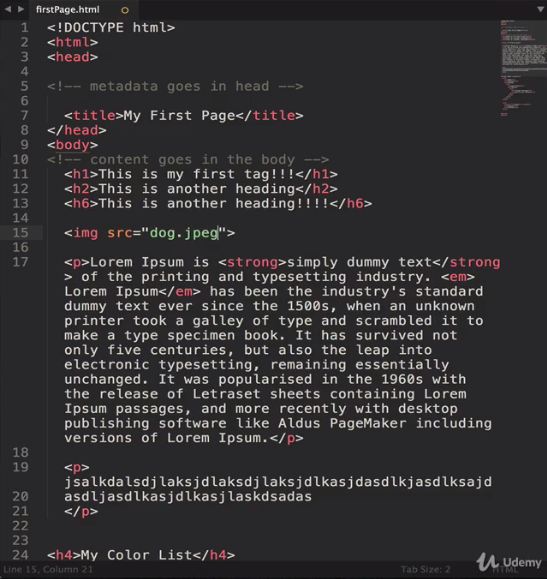 firstPage.html
1 <!DOCTYPE html>
2 <html>
3 <head>
4
5 <!-- metadata goes in head -->
6
7 <title>My First Page</title>
8 </head>
9 <body>
10 <!-- content goes in the body -->
11 <h1>This is my first tag!!!</h1>
12 <h2>This is another heading</h2>
13 <h6>This is another heading!!!!</h6>
14
15 <img src="dog.jpeg">
16
17 <p>Lorem Ipsum is <strong>simply dummy text</strong
> of the printing and typesetting industry. <em>
Lorem Ipsum</em> has been the industry's standard
dummy text ever since the 1500s, when an unknown
printer took a galley of type and scrambled it to
make a type specimen book. It has survived not
only five centuries, but also the leap into
electronic typesetting, remaining essentially
unchanged. It was popularised in the 1960s with
the release of Letraset sheets containing Lorem
Ipsum passages, and more recently with desktop
publishing software like Aldus PageMaker including
versions of Lorem Ipsum.</p>
18
19 <p>
jsalkdalsdjlaksjdlaksdjlaksjdlkasjdasdlkjasdlksajd
20 asdljasdlkasjdlkasjlaskdsadas
21 </p>
22
23
24 <h4>My Color List</h4>
Line 15, Column 21
Tab Size: 2
HTML
Udemy